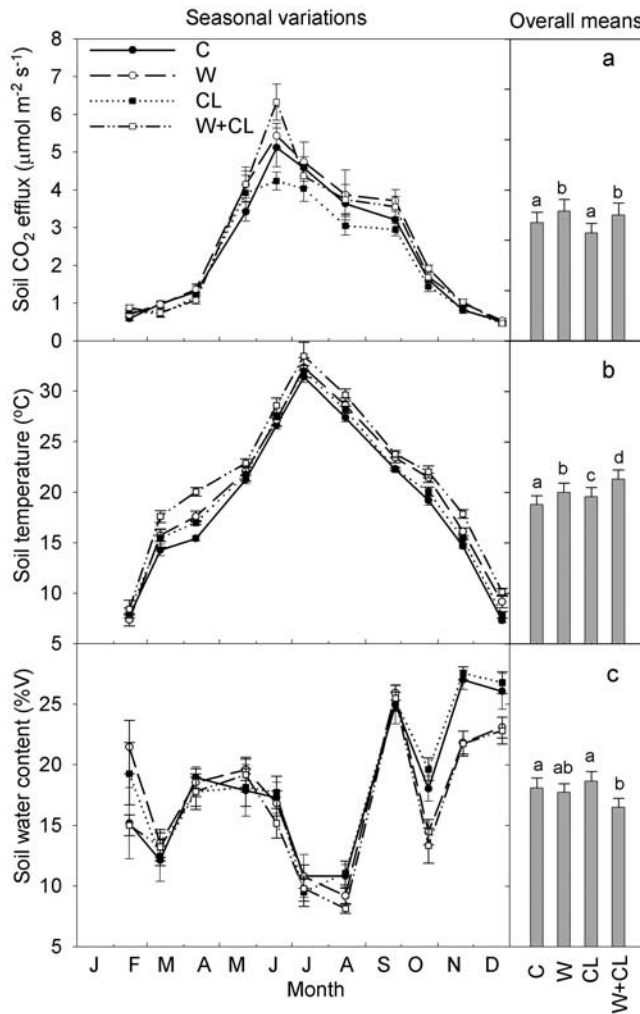 Seasonal variations
Overall means
C
W
CL
W+CL
Soil CO2 efflux (μmol m-2 s-1)
8
7
6
5
4
3
2
1
0
a
a b a b
Soil temperature (ºC)
30
25
20
15
10
5
b
a b c d
Soil water content (%V)
25
20
15
10
5
c
a ab a b
J F M A M J J A S O N D
Month
C W CL W+CL